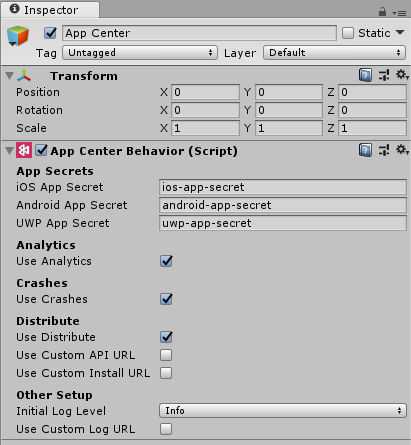 Inspector
App Center Static
Tag Untagged Layer Default
Transform
Position X 0 Y 0 Z 0
Rotation X 0 Y 0 Z 0
Scale X 1 Y 1 Z 1
App Center Behavior (Script)
App Secrets
iOS App Secret ios-app-secret
Android App Secret android-app-secret
UWP App Secret uwp-app-secret
Analytics
Use Analytics
Crashes
Use Crashes
Distribute
Use Distribute
Use Custom API URL
Use Custom Install URL
Other Setup
Initial Log Level Info
Use Custom Log URL